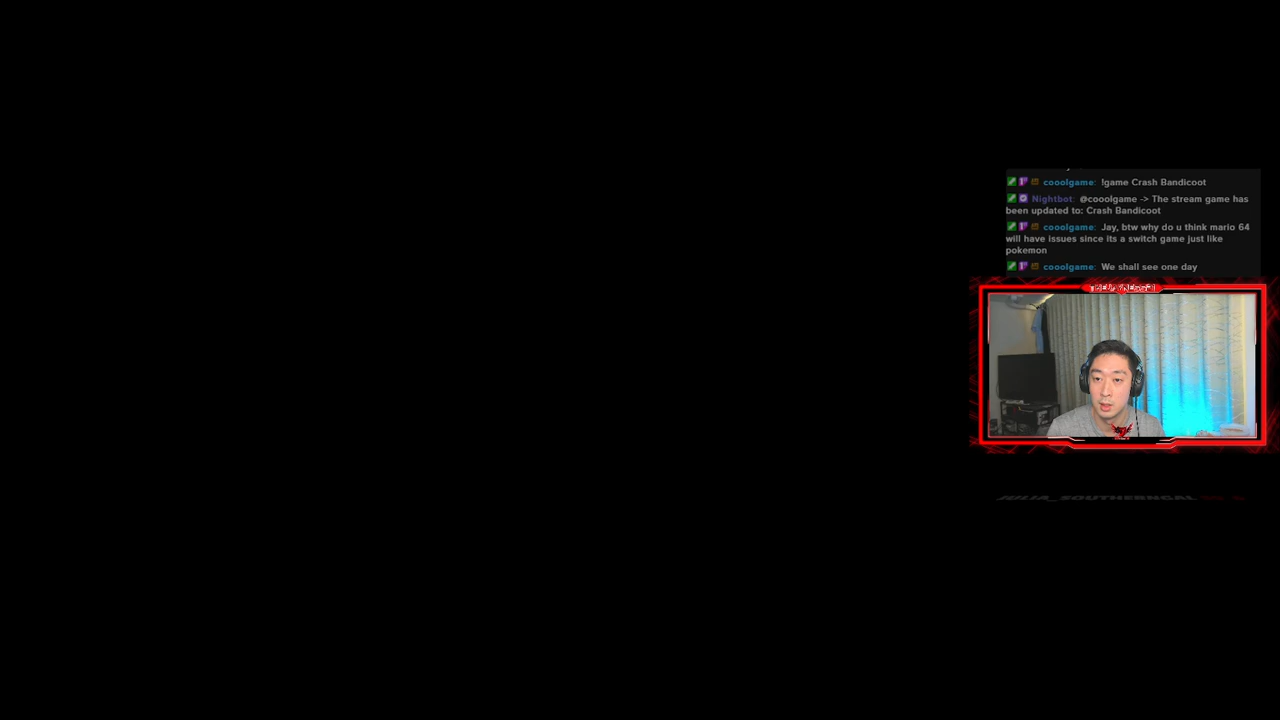 cooolgame: !game Crash Bandicoot
Nightbot: @cooolgame -> The stream game has
been updated to: Crash Bandicoot
cooolgame: Jay, btw why do u think mario 64
will have issues since its a switch game just like
pokemon
cooolgame: We shall see one day
JULIA_SOUTHERNGAL